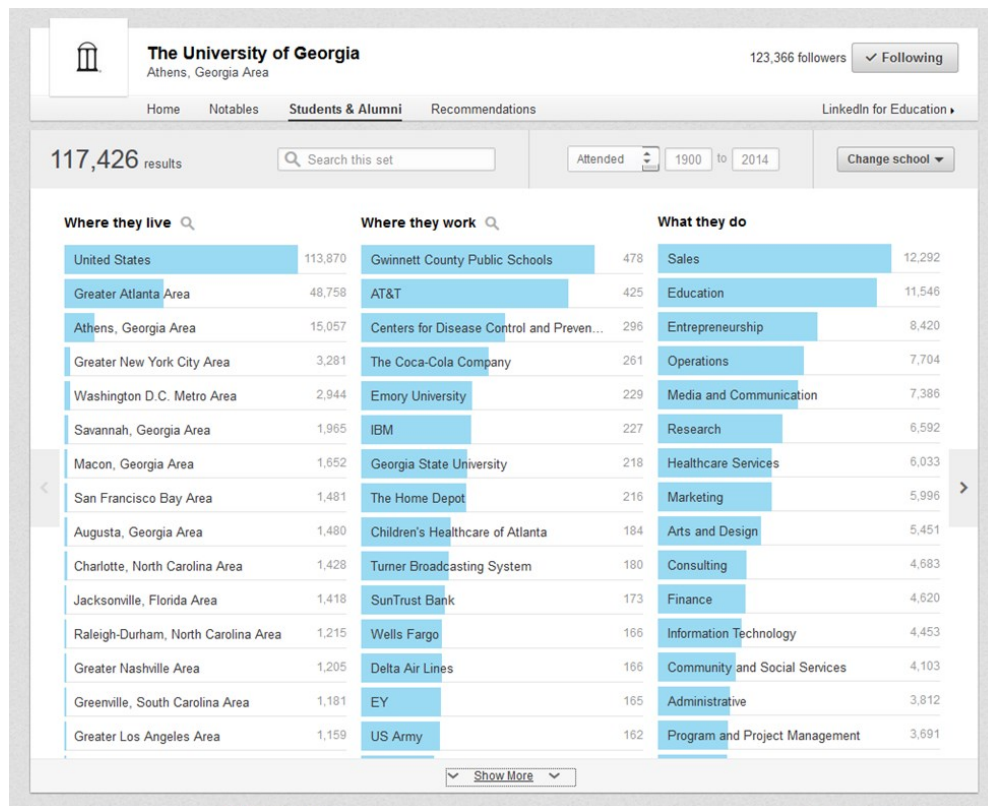 The University of Georgia
Athens, Georgia Area
123,366 followers
Following
Home Notables Students & Alumni Recommendations LinkedIn for Education
117,426 results
Search this set
Attended 1900 to 2014
Change school
Where they live
United States 113,870
Greater Atlanta Area 48,758
Athens, Georgia Area 15,057
Greater New York City Area 3,281
Washington D.C. Metro Area 2,944
Savannah, Georgia Area 1,965
Macon, Georgia Area 1,652
San Francisco Bay Area 1,481
Augusta, Georgia Area 1,480
Charlotte, North Carolina Area 1,428
Jacksonville, Florida Area 1,418
Raleigh-Durham, North Carolina Area 1,215
Greater Nashville Area 1,205
Greenville, South Carolina Area 1,181
Greater Los Angeles Area 1,159
Where they work
Gwinnett County Public Schools 478
AT&T 425
Centers for Disease Control and Preven... 296
The Coca-Cola Company 261
Emory University 229
IBM 227
Georgia State University 218
The Home Depot 216
Children's Healthcare of Atlanta 184
Turner Broadcasting System 180
SunTrust Bank 173
Wells Fargo 166
Delta Air Lines 166
EY 165
US Army 162
What they do
Sales 12,292
Education 11,546
Entrepreneurship 8,420
Operations 7,704
Media and Communication 7,386
Research 6,592
Healthcare Services 6,033
Marketing 5,996
Arts and Design 5,451
Consulting 4,683
Finance 4,620
Information Technology 4,453
Community and Social Services 4,103
Administrative 3,812
Program and Project Management 3,691
Show More